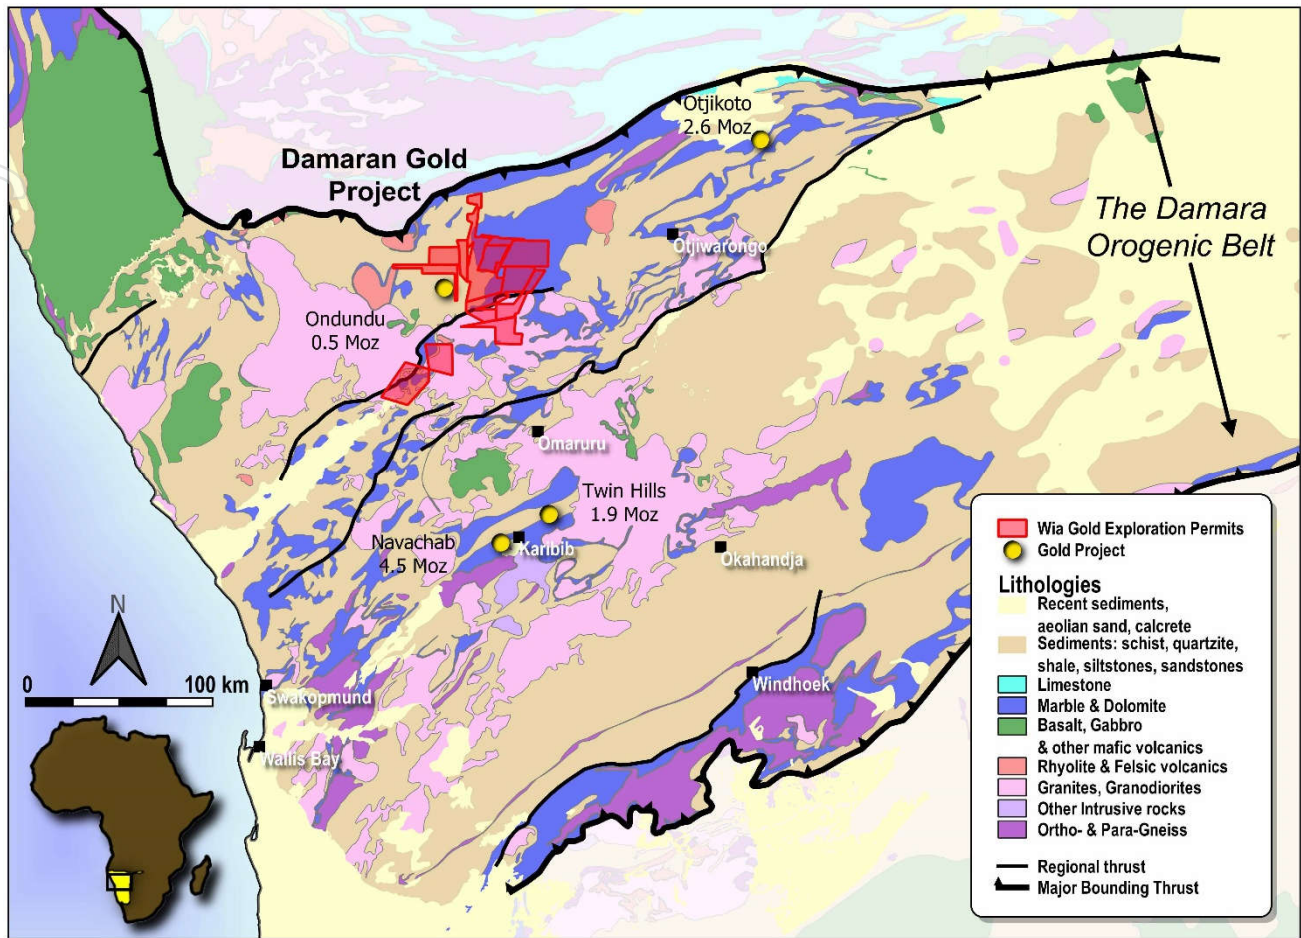 Otjikoto
2.6 Moz
Damaran Gold
Project
The Damara
Orogenic Belt
Otjiwarongo
Ondundu
0.5 Moz
Omaruru
Twin Hills
1.9 Moz
Navachab
4.5 Moz
Karibib
Okahandja
N
0 100 km
Swakopmund
Wallis Bay
Windhoek
Wia Gold Exploration Permits
Gold Project
Lithologies
Recent sediments,
aeolian sand, calcrete
Sediments: schist, quartzite,
shale, siltstones, sandstones
Limestone
Marble & Dolomite
Basalt, Gabbro
& other mafic volcanics
Rhyolite & Felsic volcanics
Granites, Granodiorites
Other Intrusive rocks
Ortho- & Para-Gneiss
Regional thrust
Major Bounding Thrust